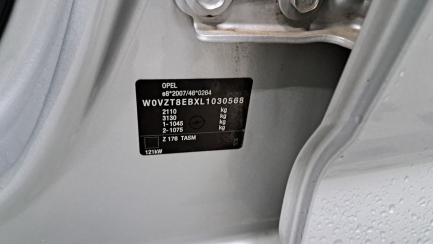 OPEL
e8*2007/46*0264
W0VZT8EBXL1030568
2110 kg
3130 kg
1-1045 kg
2-1075 kg
Z 176 TASM
121kW